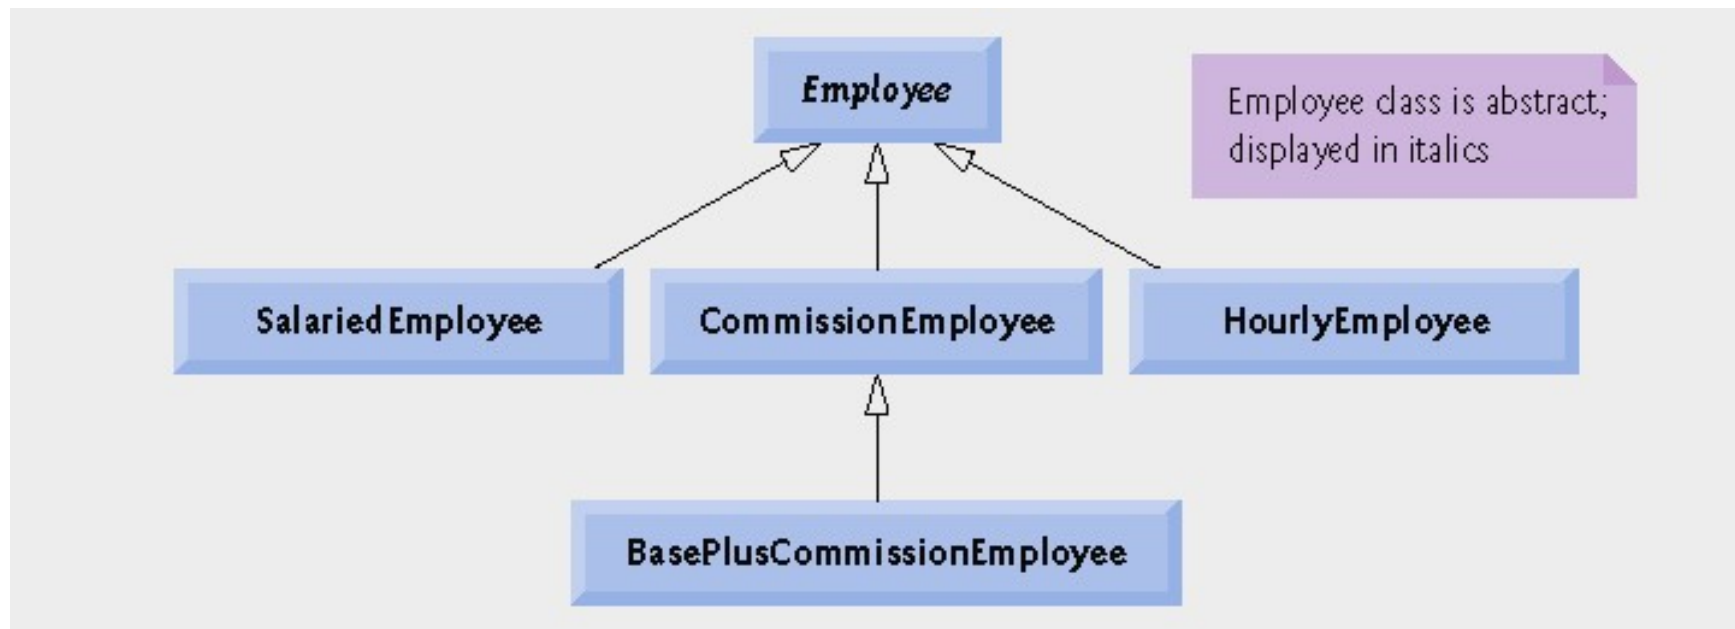 Employee
Employee class is abstract;
displayed in italics
SalariedEmployee
CommissionEmployee
HourlyEmployee
BasePlusCommissionEmployee